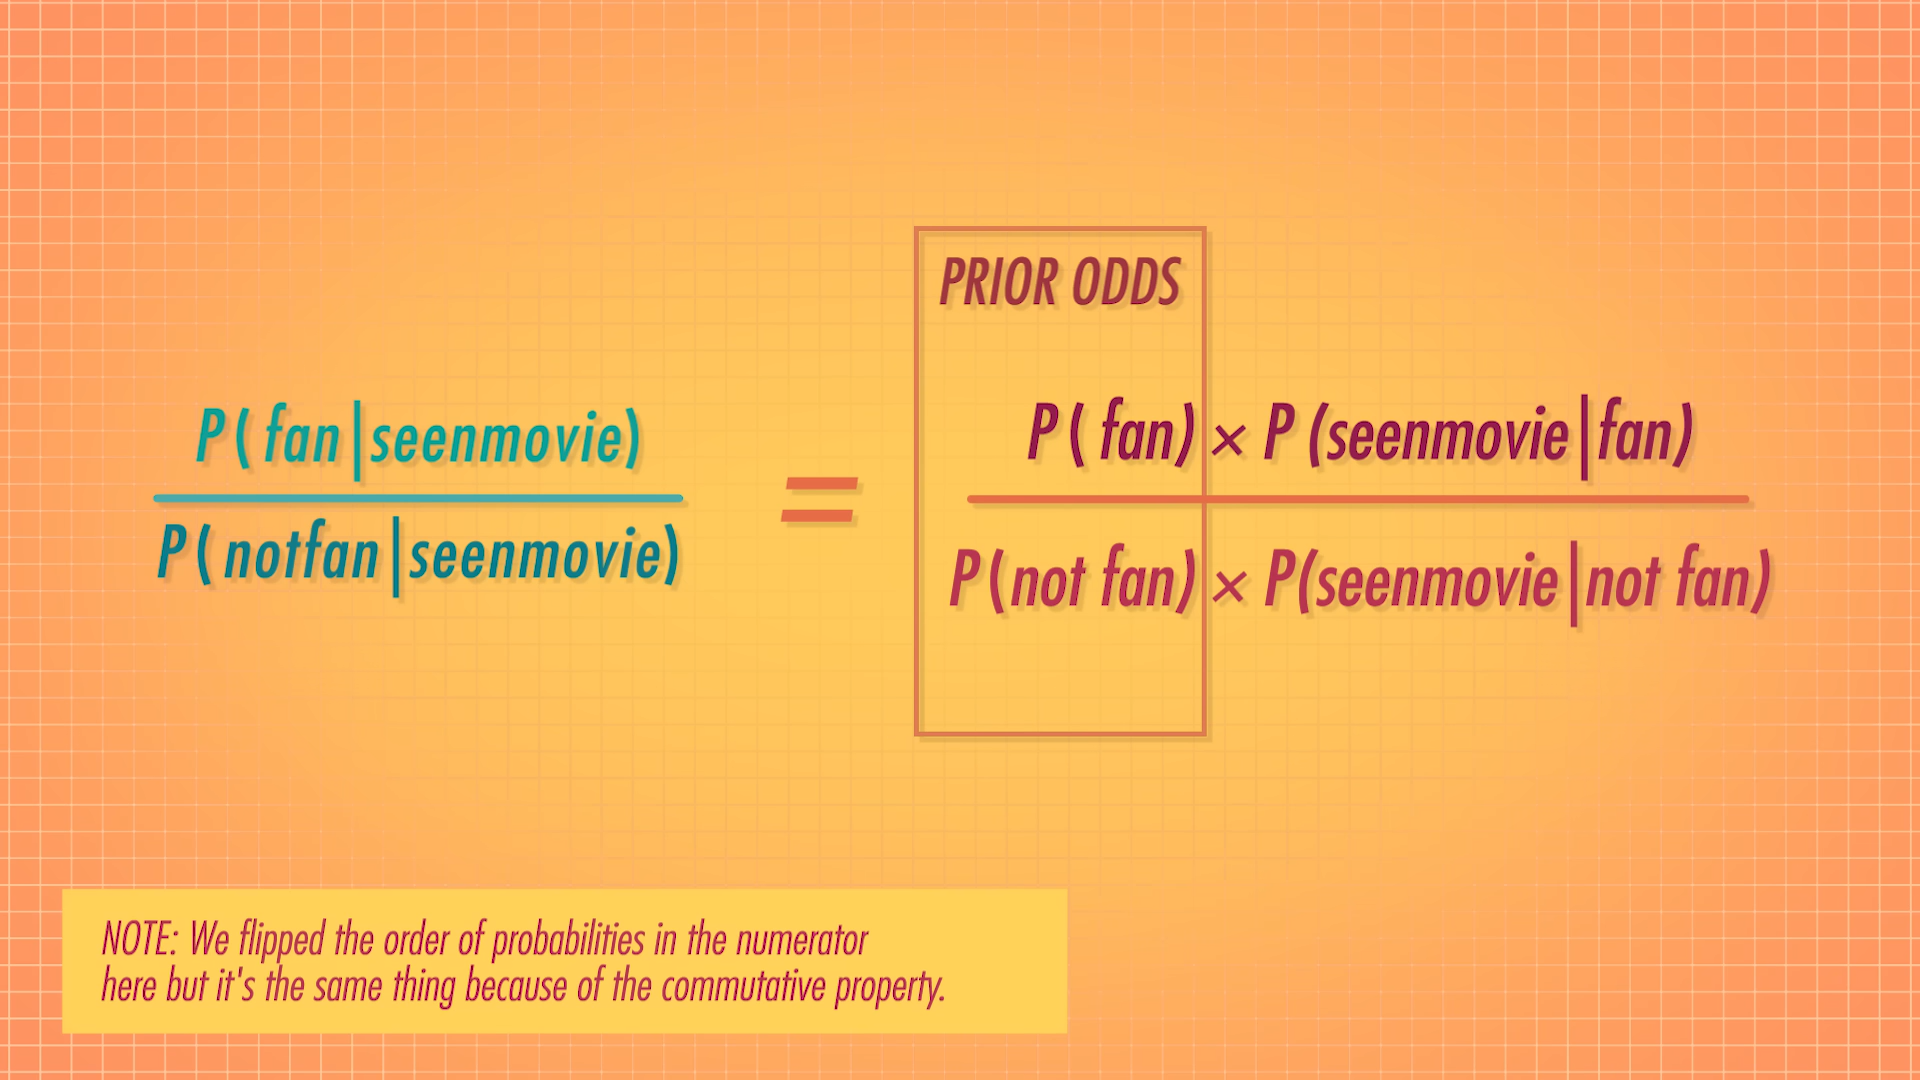 PRIOR ODDS
P( fan|seenmovie)
P( notfan|seenmovie)
=
P( fan) × P (seenmovie|fan)
P(not fan) × P(seenmovie|not fan)
NOTE: We flipped the order of probabilities in the numerator
here but it's the same thing because of the commutative property.